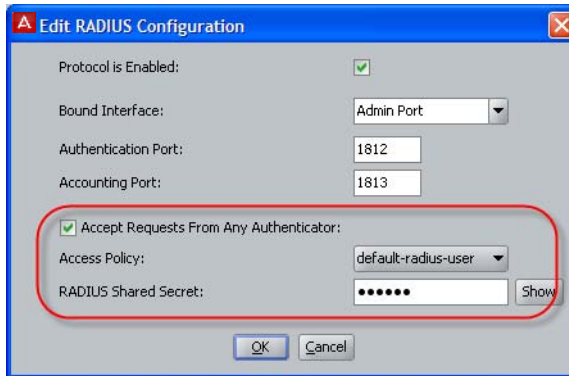 Edit RADIUS Configuration
Protocol is Enabled:
Bound Interface: Admin Port
Authentication Port: 1812
Accounting Port: 1813
Accept Requests From Any Authenticator:
Access Policy: default-radius-user
RADIUS Shared Secret: •••••• Show
OK Cancel